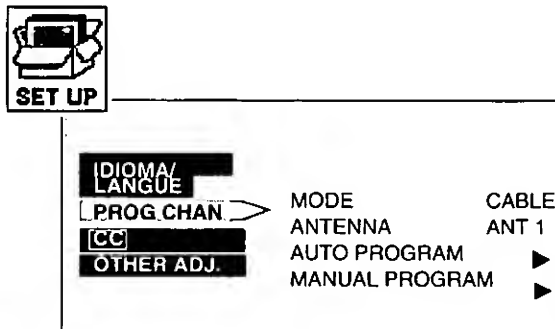 SET UP
IDIOMA/
LANGUE
PROG CHAN
CC
OTHER ADJ.
MODE CABLE
ANTENNA ANT 1
AUTO PROGRAM ▶
MANUAL PROGRAM ▶